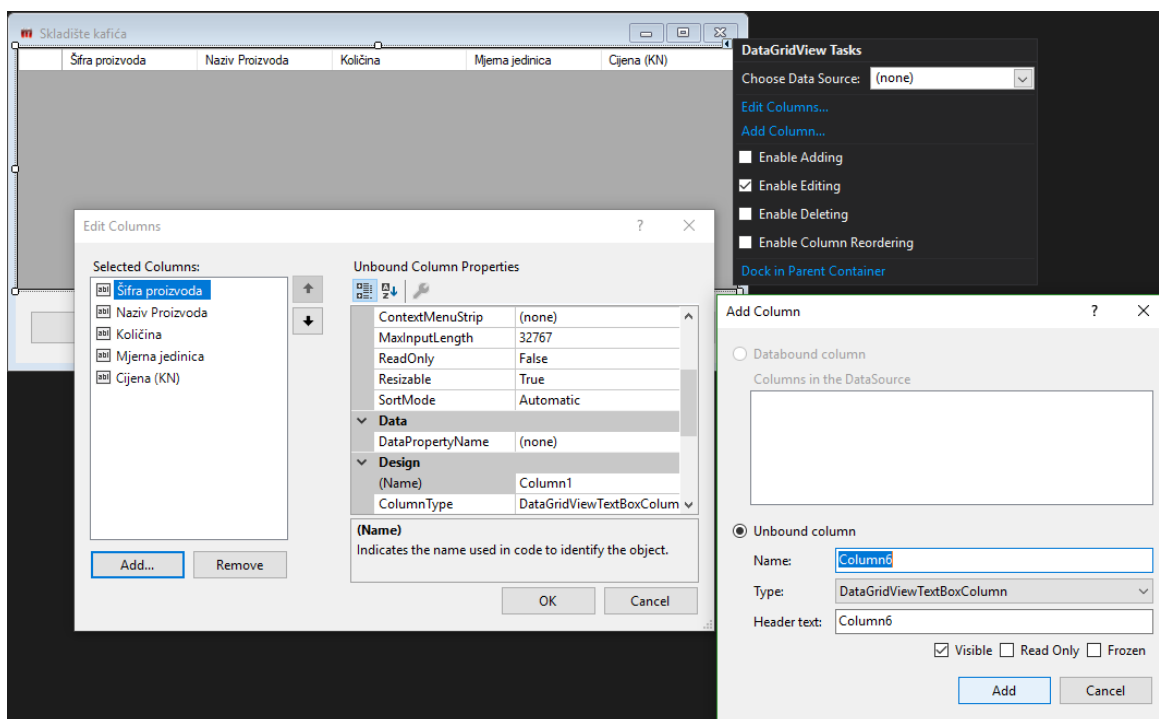 Skladište kafića
Šifra proizvoda Naziv Proizvoda Količina Mjerna jedinica Cijena (KN)
DataGridView Tasks
Choose Data Source: (none)
Edit Columns...
Add Column...
Enable Adding
Enable Editing
Enable Deleting
Enable Column Reordering
Dock in Parent Container
Edit Columns ? ×
Selected Columns:
Šifra proizvoda
Naziv Proizvoda
Količina
Mjerna jedinica
Cijena (KN)
Add... Remove
Unbound Column Properties
ContextMenuStrip (none)
MaxInputLength 32767
ReadOnly False
Resizable True
SortMode Automatic
Data
DataPropertyName (none)
Design
(Name) Column1
ColumnType DataGridViewTextBoxColum
(Name)
Indicates the name used in code to identify the object.
OK Cancel
Add Column ? ×
Databound column
Columns in the DataSource
Unbound column
Name: Column6
Type: DataGridViewTextBoxColumn
Header text: Column6
Visible Read Only Frozen
Add Cancel